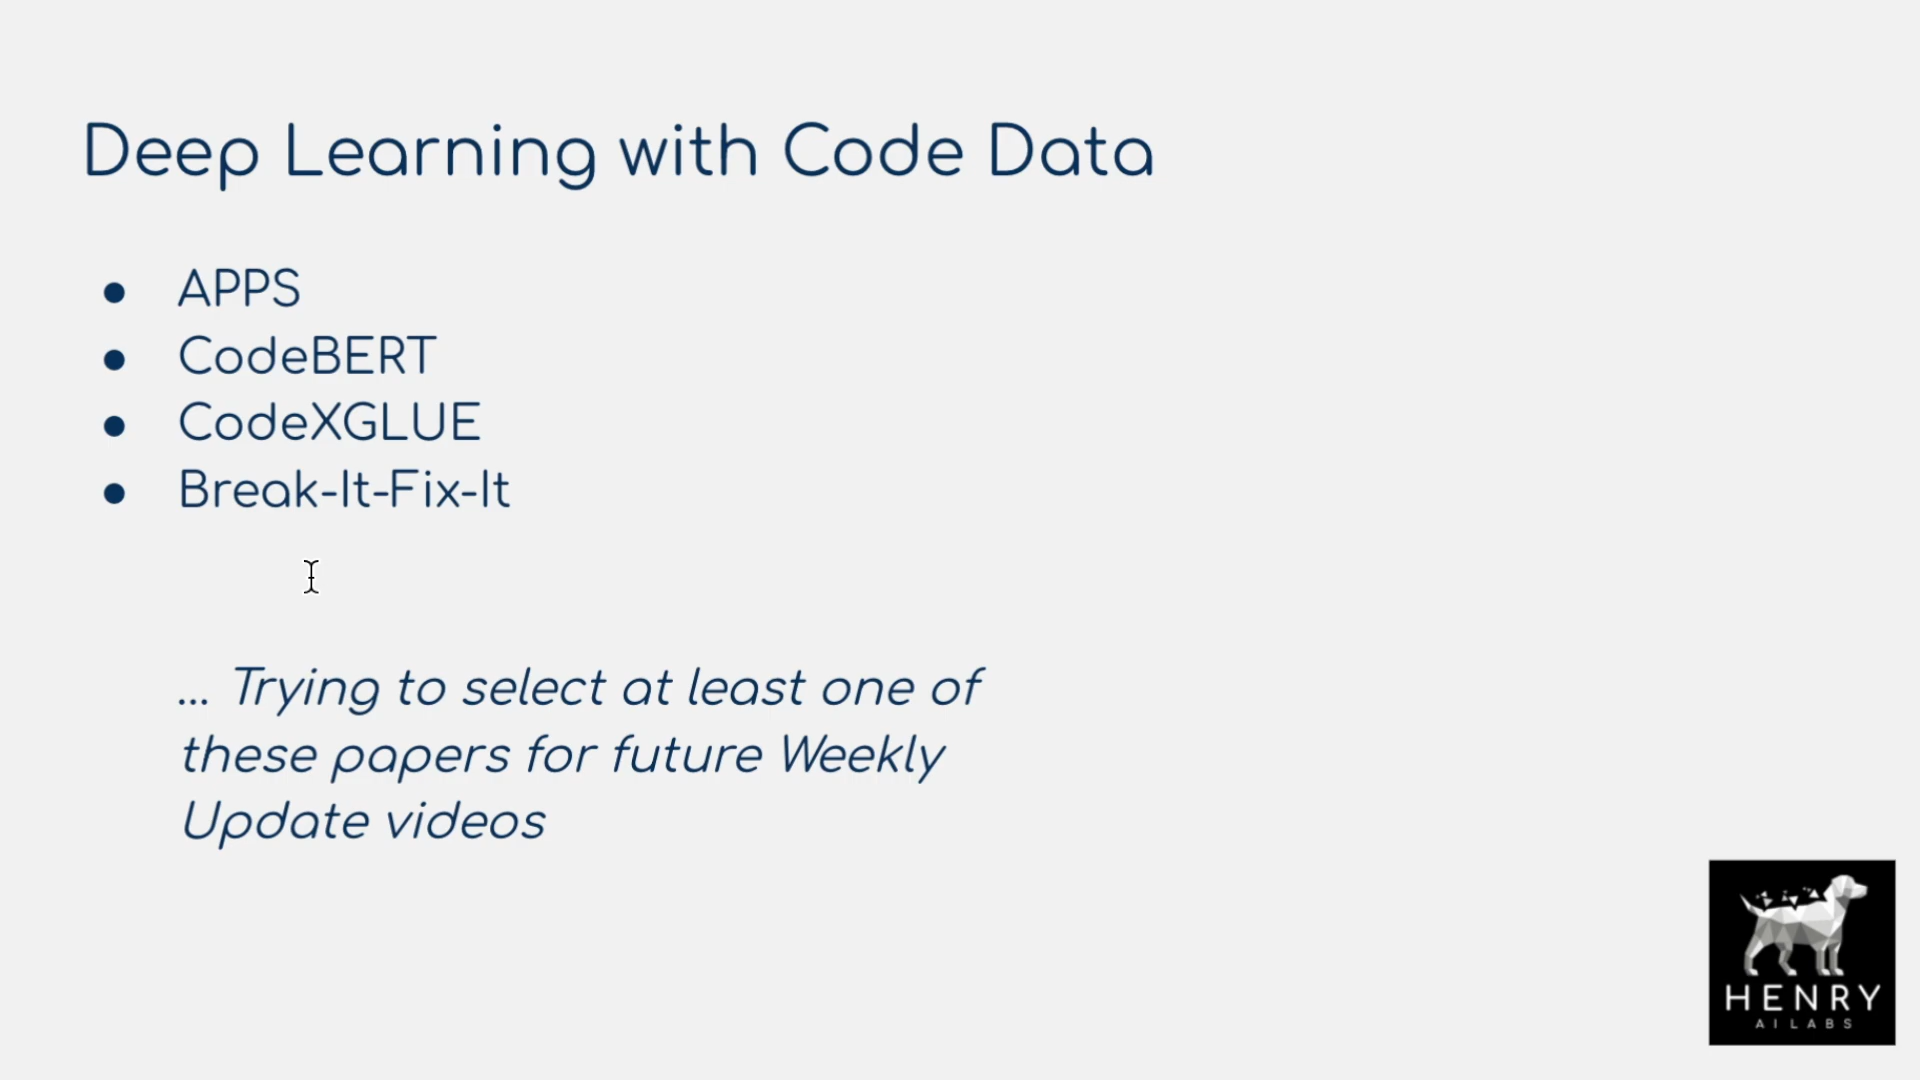 Deep Learning with Code Data
● APPS
● CodeBERT
● CodeXGLUE
● Break-It-Fix-It
... Trying to select at least one of
these papers for future Weekly
Update videos
HENRY
AI LABS